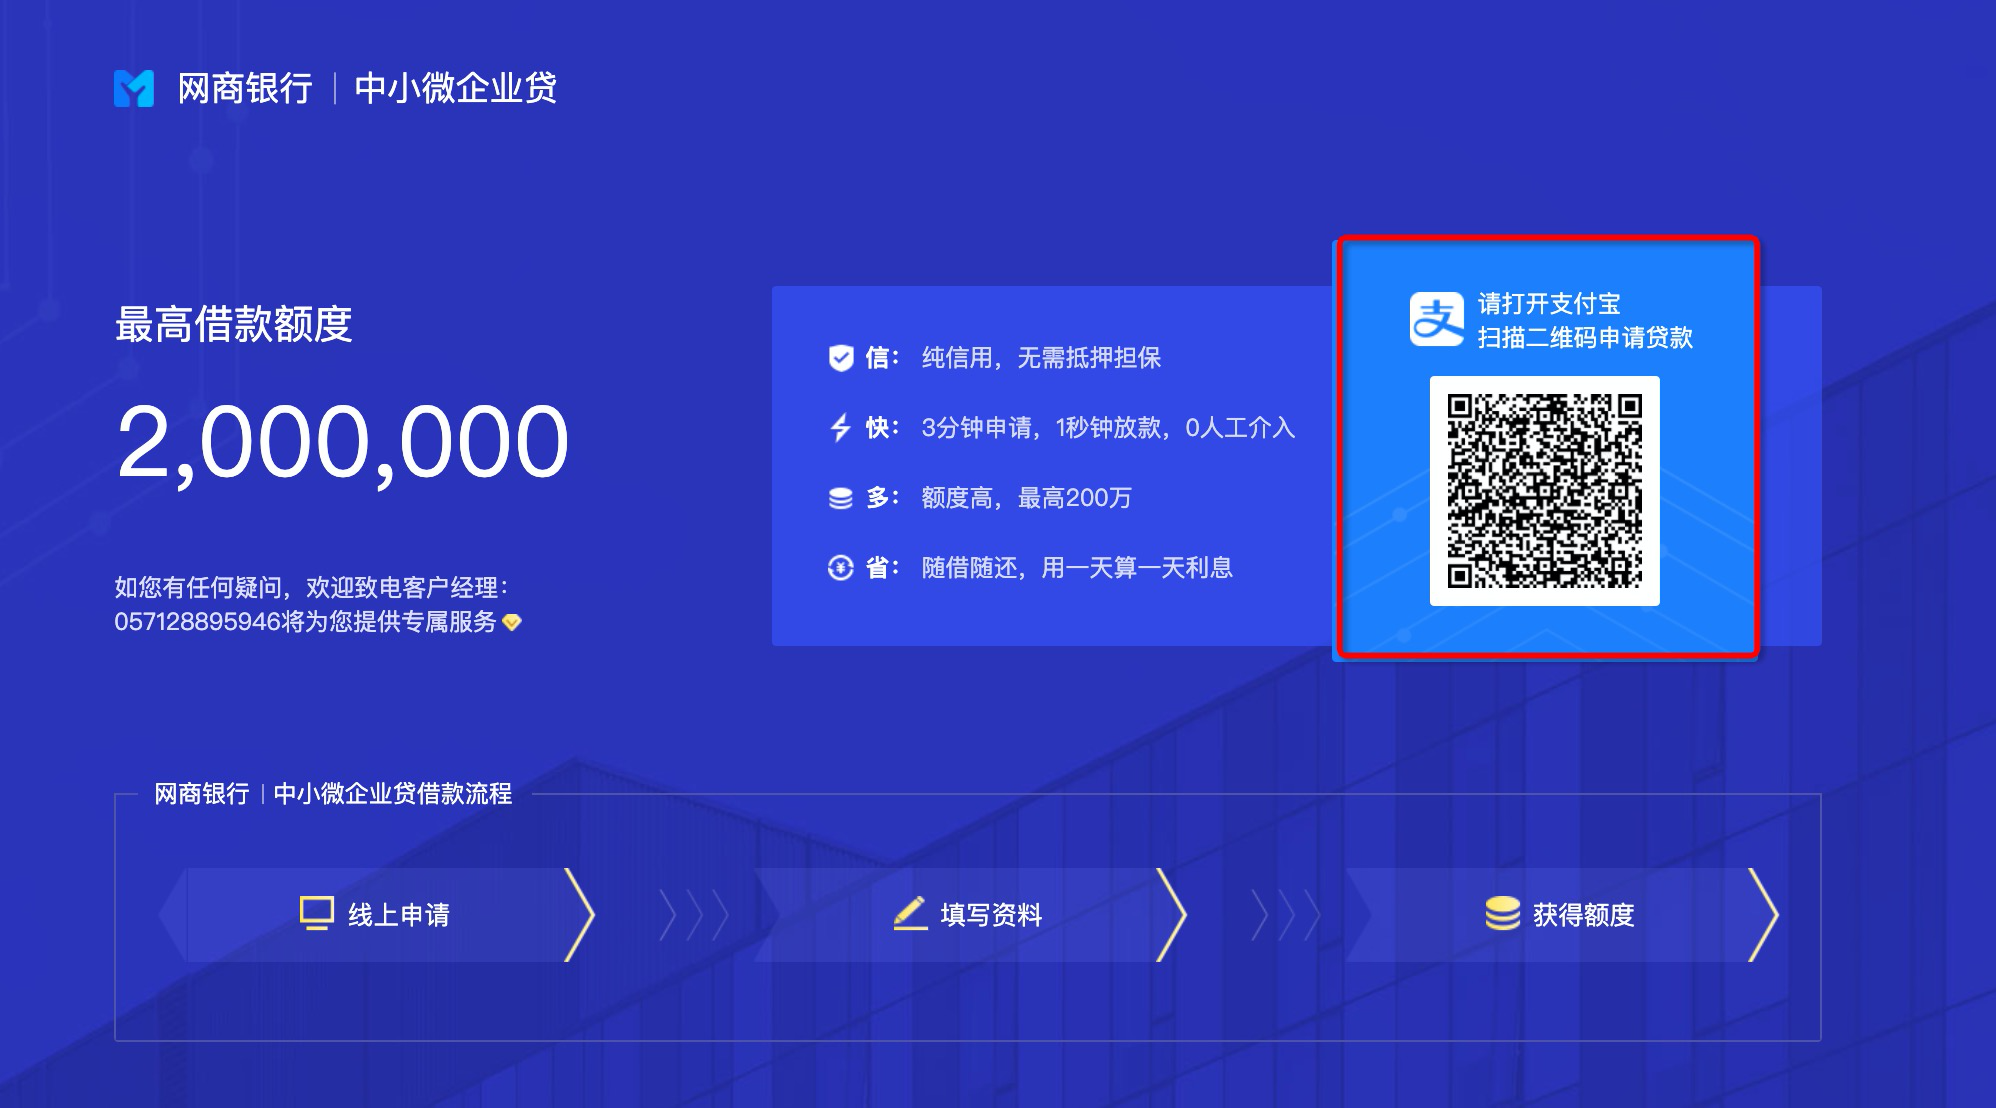 网商银行 | 中小微企业贷
最高借款额度
2,000,000
如您有任何疑问，欢迎致电客户经理：
057128895946将为您提供专属服务
信： 纯信用，无需抵押担保
快： 3分钟申请，1秒钟放款，0人工介入
多： 额度高，最高200万
省： 随借随还，用一天算一天利息
支
请打开支付宝
扫描二维码申请贷款
网商银行 | 中小微企业贷借款流程
线上申请
填写资料
获得额度